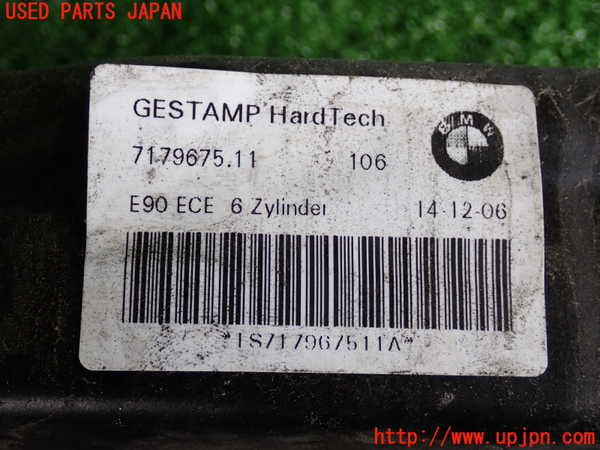 USED PARTS JAPAN
GESTAMP HardTech
BMW
7179675.11 106
E90 ECE 6 Zylinder 14-12-06
*1S717967511A*
http://www.upjpn.com